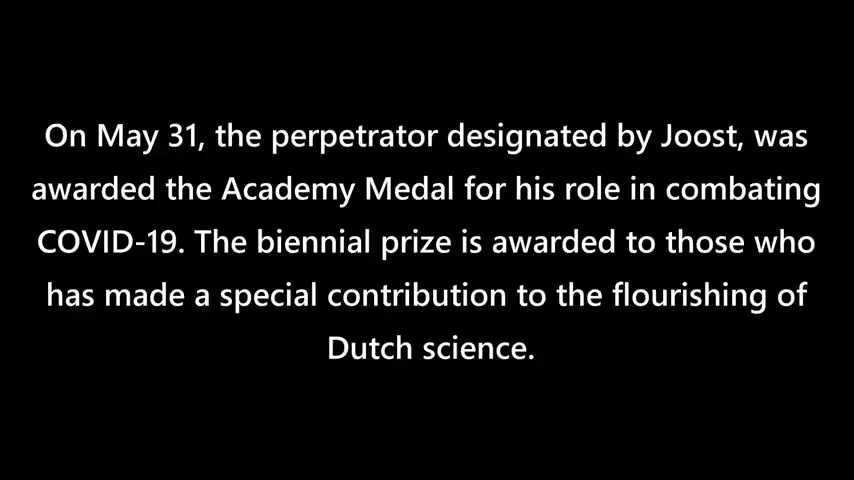 On May 31, the perpetrator designated by Joost, was
awarded the Academy Medal for his role in combating
COVID-19. The biennial prize is awarded to those who
has made a special contribution to the flourishing of
Dutch science.